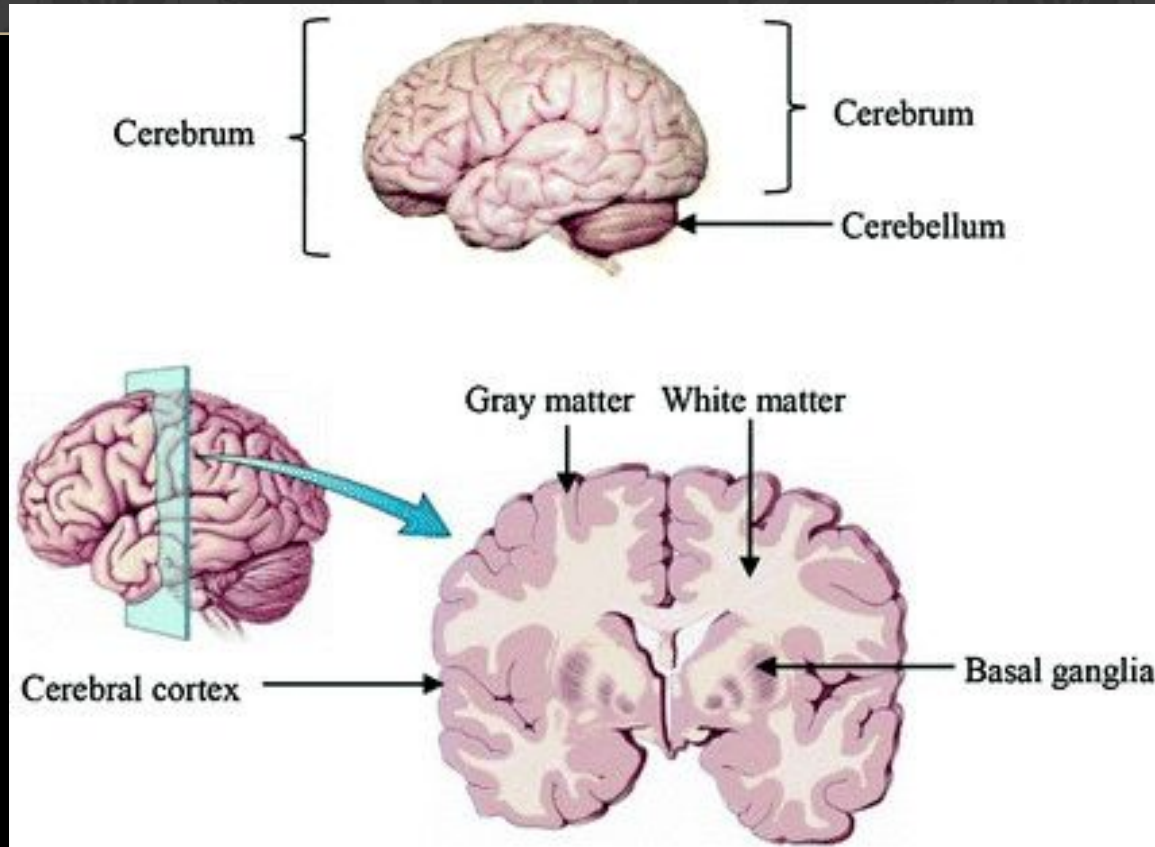 Cerebrum
Cerebrum
Cerebellum
Gray matter
White matter
Cerebral cortex
Basal ganglia